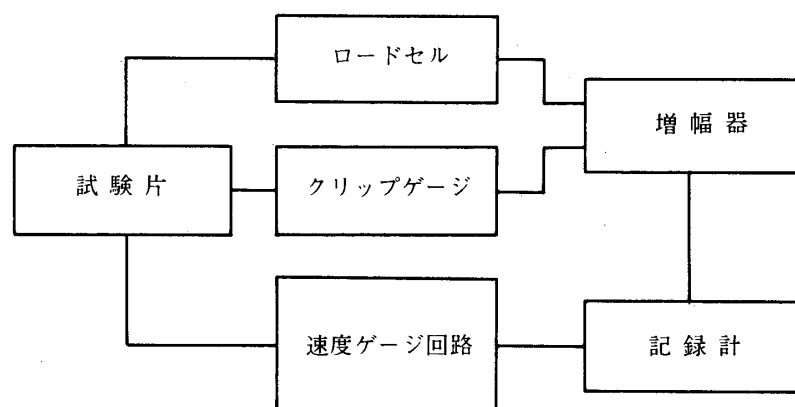 ロードセル
増幅器
試験片
クリップゲージ
速度ゲージ回路
記録計